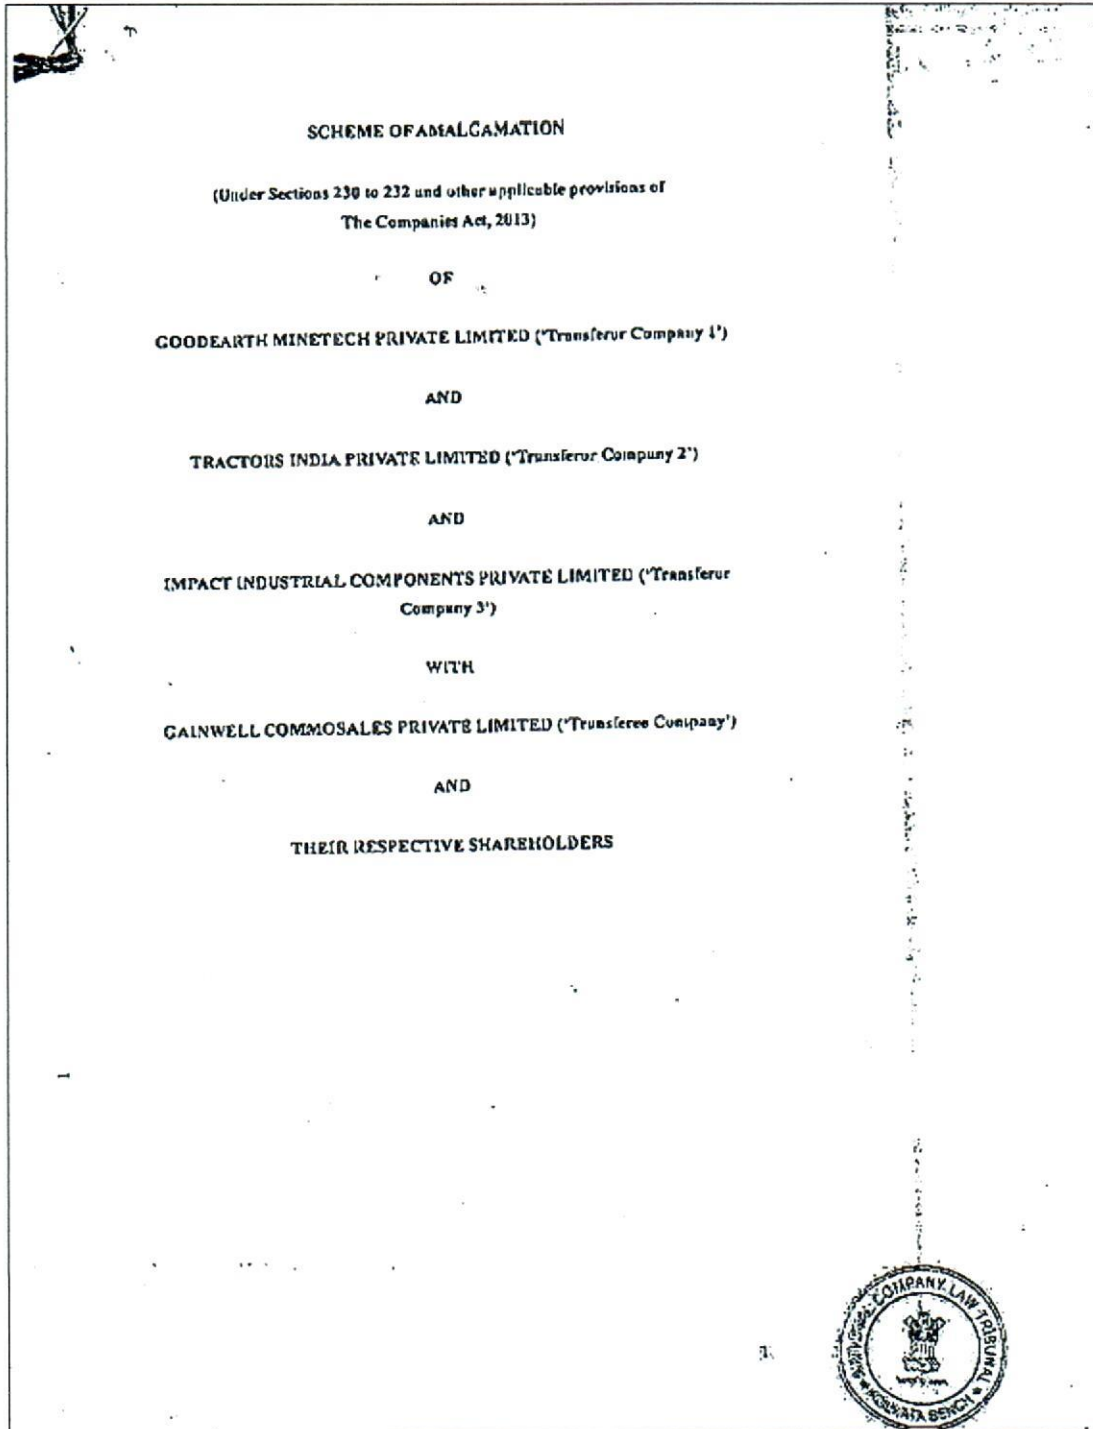 SCHEME OF AMALGAMATION
(Under Sections 230 to 232 and other applicable provisions of
The Companies Act, 2013)
OF
GOODEARTH MINETECH PRIVATE LIMITED ('Transferor Company 1')
AND
TRACTORS INDIA PRIVATE LIMITED ('Transferor Company 2')
AND
IMPACT INDUSTRIAL COMPONENTS PRIVATE LIMITED ('Transferor
Company 3')
WITH
GAINWELL COMMOSALES PRIVATE LIMITED ('Transferee Company')
AND
THEIR RESPECTIVE SHAREHOLDERS
NATIONAL COMPANY LAW TRIBUNAL
KOLKATA BENCH